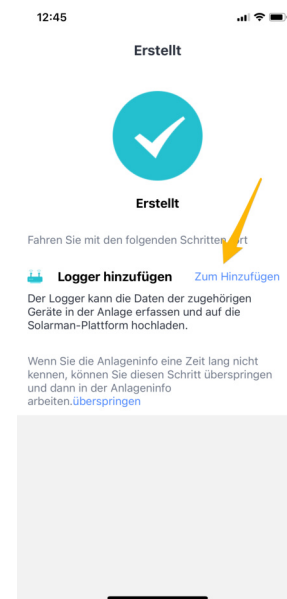 12:45
Erstellt
Erstellt
Fahren Sie mit den folgenden Schritten fort
Logger hinzufügen Zum Hinzufügen
Der Logger kann die Daten der zugehörigen
Geräte in der Anlage erfassen und auf die
Solarman-Plattform hochladen.
Wenn Sie die Anlageninfo eine Zeit lang nicht
kennen, können Sie diesen Schritt überspringen
und dann in der Anlageninfo
arbeiten.überspringen